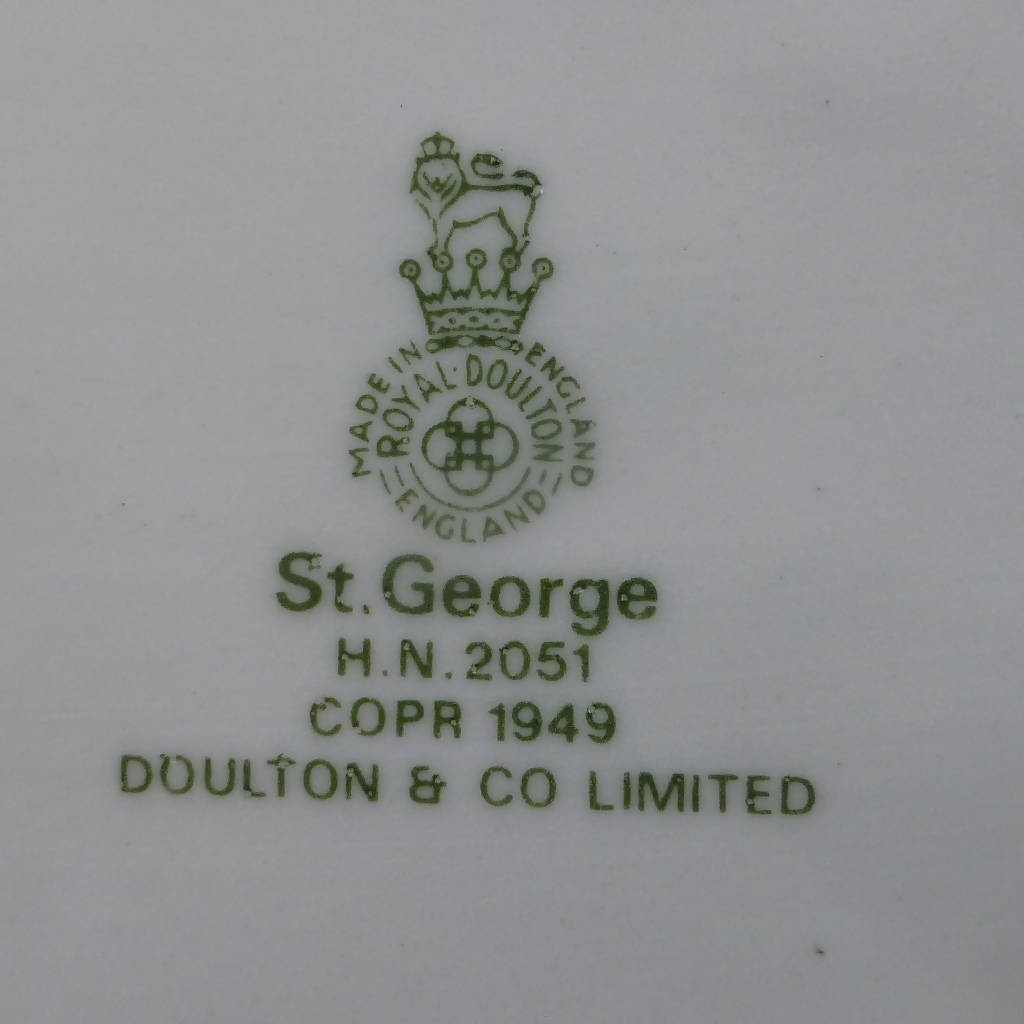 MADE IN ENGLAND
ROYAL·DOULTON
ENGLAND
St. George
H.N. 2051
COPR 1949
DOULTON & CO LIMITED